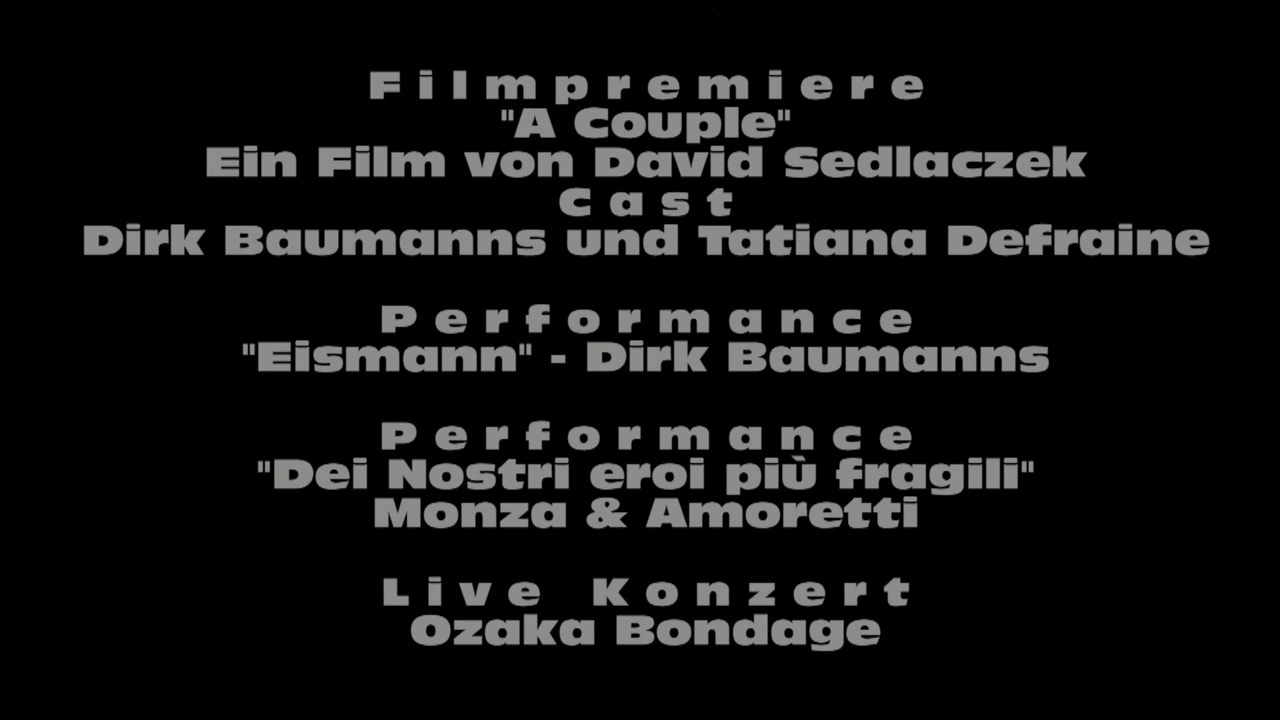 Filmpremiere
"A Couple"
Ein Film von David Sedlaczek
Cast
Dirk Baumanns und Tatiana Defraine
Performance
"Eismann" - Dirk Baumanns
Performance
"Dei Nostri eroi più fragili"
Monza & Amoretti
Live Konzert
Ozaka Bondage